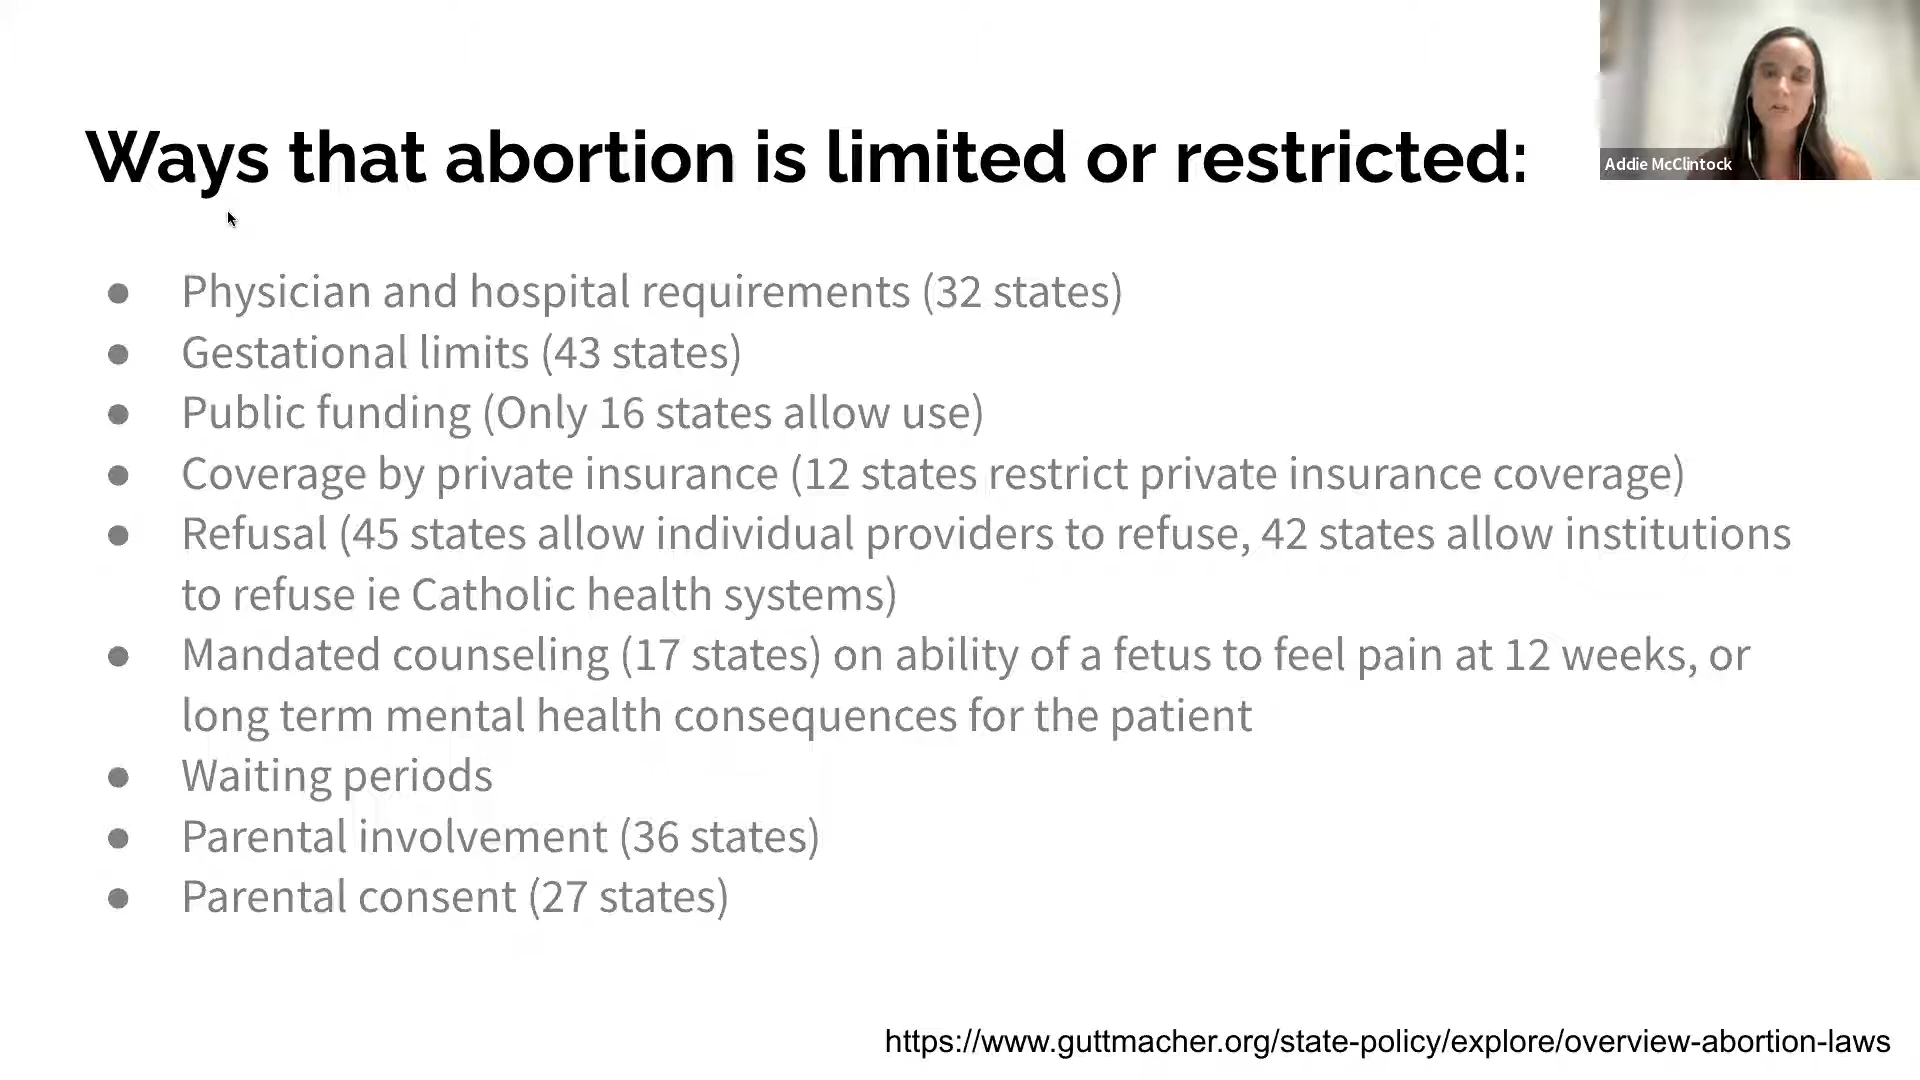 Ways that abortion is limited or restricted:
Addie McClintock
● Physician and hospital requirements (32 states)
● Gestational limits (43 states)
● Public funding (Only 16 states allow use)
● Coverage by private insurance (12 states restrict private insurance coverage)
● Refusal (45 states allow individual providers to refuse, 42 states allow institutions
to refuse ie Catholic health systems)
● Mandated counseling (17 states) on ability of a fetus to feel pain at 12 weeks, or
long term mental health consequences for the patient
● Waiting periods
● Parental involvement (36 states)
● Parental consent (27 states)
https://www.guttmacher.org/state-policy/explore/overview-abortion-laws